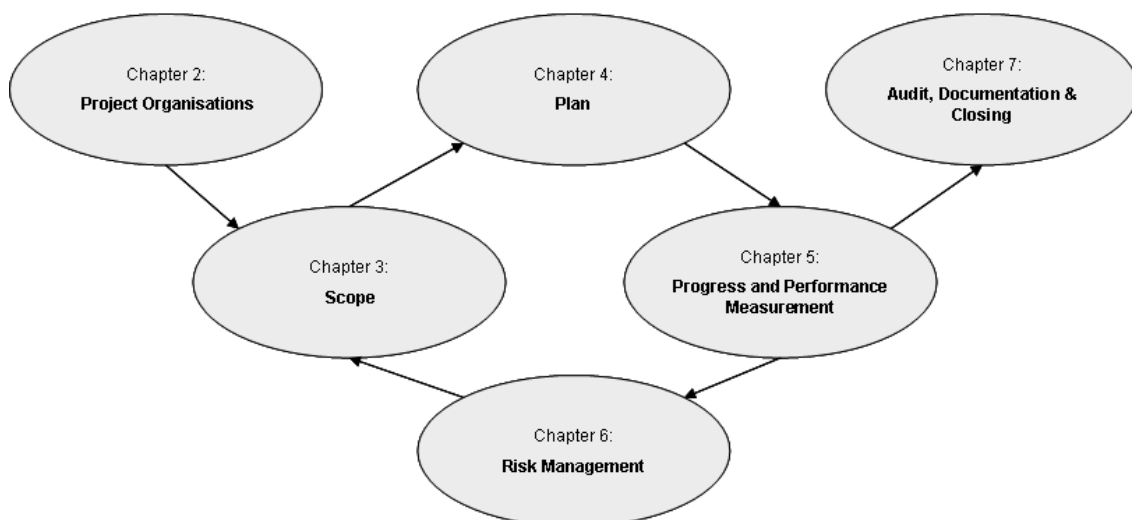 Chapter 2:
Project Organisations
Chapter 4:
Plan
Chapter 7:
Audit, Documentation &
Closing
Chapter 3:
Scope
Chapter 5:
Progress and Performance
Measurement
Chapter 6:
Risk Management